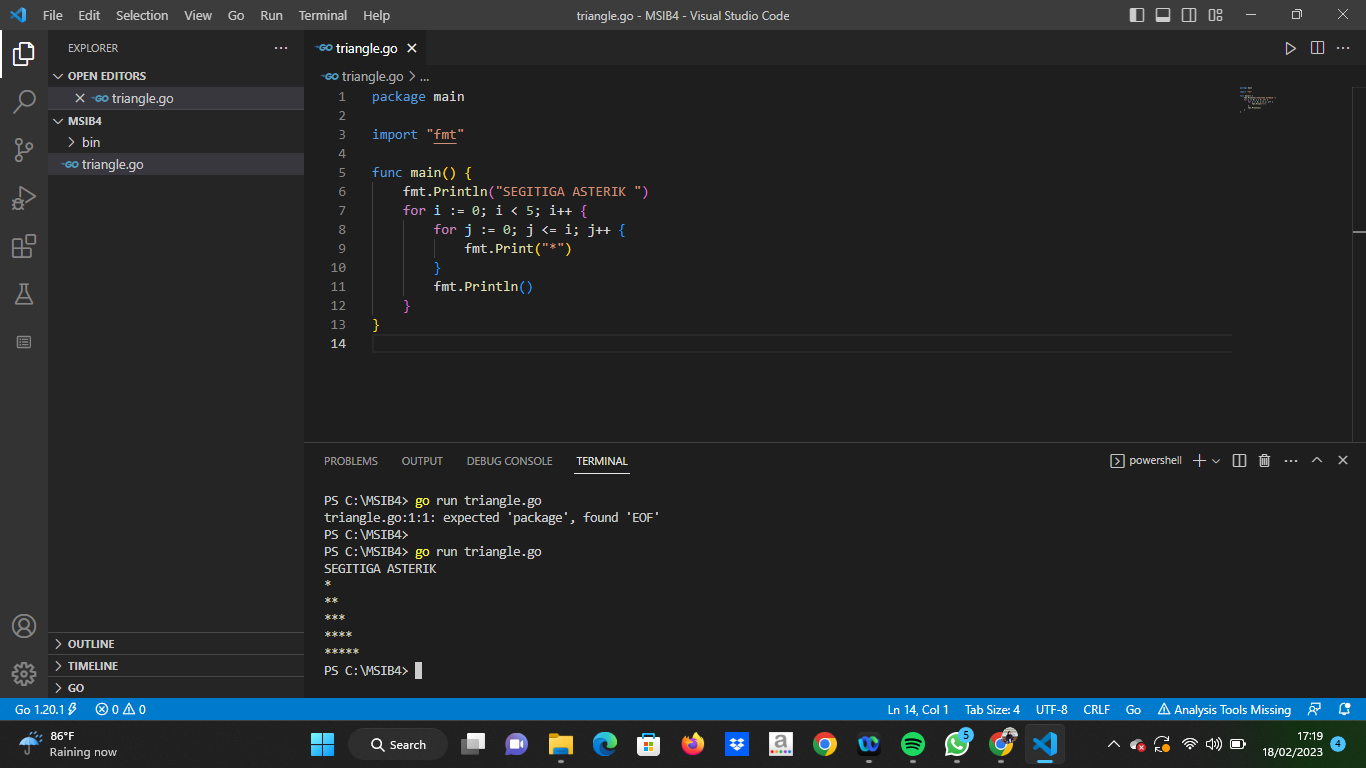 File Edit Selection View Go Run Terminal Help
triangle.go - MSIB4 - Visual Studio Code
EXPLORER
OPEN EDITORS
GO triangle.go
MSIB4
bin
GO triangle.go
OUTLINE
TIMELINE
GO
GO triangle.go
GO triangle.go > ...
1 package main
2
3 import "fmt"
4
5 func main() {
6 fmt.Println("SEGITIGA ASTERIK ")
7 for i := 0; i < 5; i++ {
8 for j := 0; j <= i; j++ {
9 fmt.Print("*")
10 }
11 fmt.Println()
12 }
13 }
14
PROBLEMS OUTPUT DEBUG CONSOLE TERMINAL
powershell
PS C:\MSIB4> go run triangle.go
triangle.go:1:1: expected 'package', found 'EOF'
PS C:\MSIB4>
PS C:\MSIB4> go run triangle.go
SEGITIGA ASTERIK
*
**
***
****
*****
PS C:\MSIB4>
Go 1.20.1 0 0 Ln 14, Col 1 Tab Size: 4 UTF-8 CRLF Go Analysis Tools Missing
86°F
Raining now
Search
a
5
17:19
18/02/2023
4